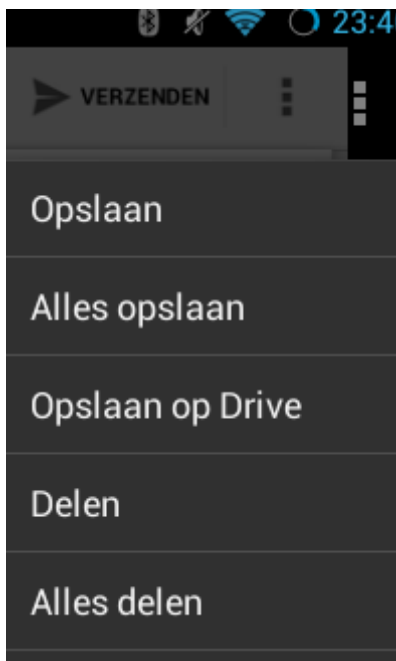 23:4
VERZENDEN
Opslaan
Alles opslaan
Opslaan op Drive
Delen
Alles delen